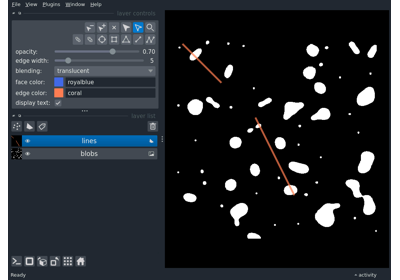 File View Plugins Window Help
layer controls
opacity: 0.70
edge width: 5
blending: translucent
face color: royalblue
edge color: coral
display text:
layer list
lines
blobs
Ready activity